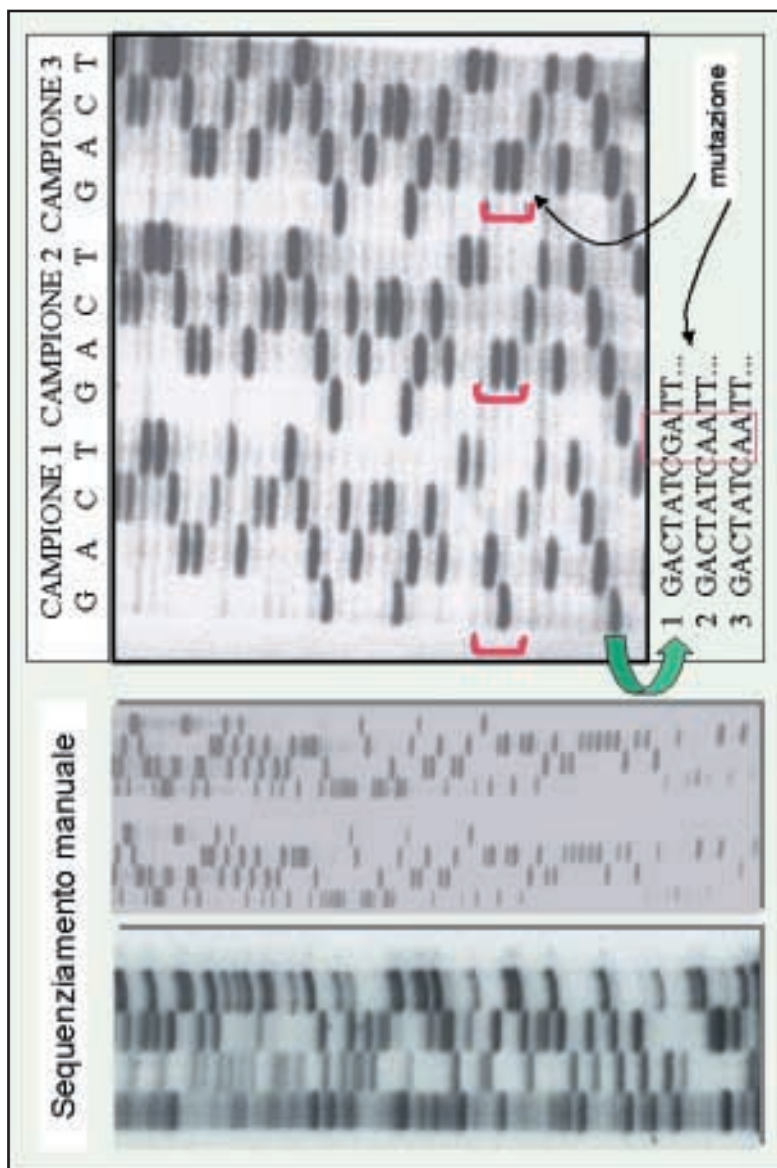 Sequenziamento manuale
CAMPIONE 1 CAMPIONE 2 CAMPIONE 3
G A C T G A C T G A C T
1 GACTATCGATT...
2 GACTATCAATT...
3 GACTATCAATT...
mutazione